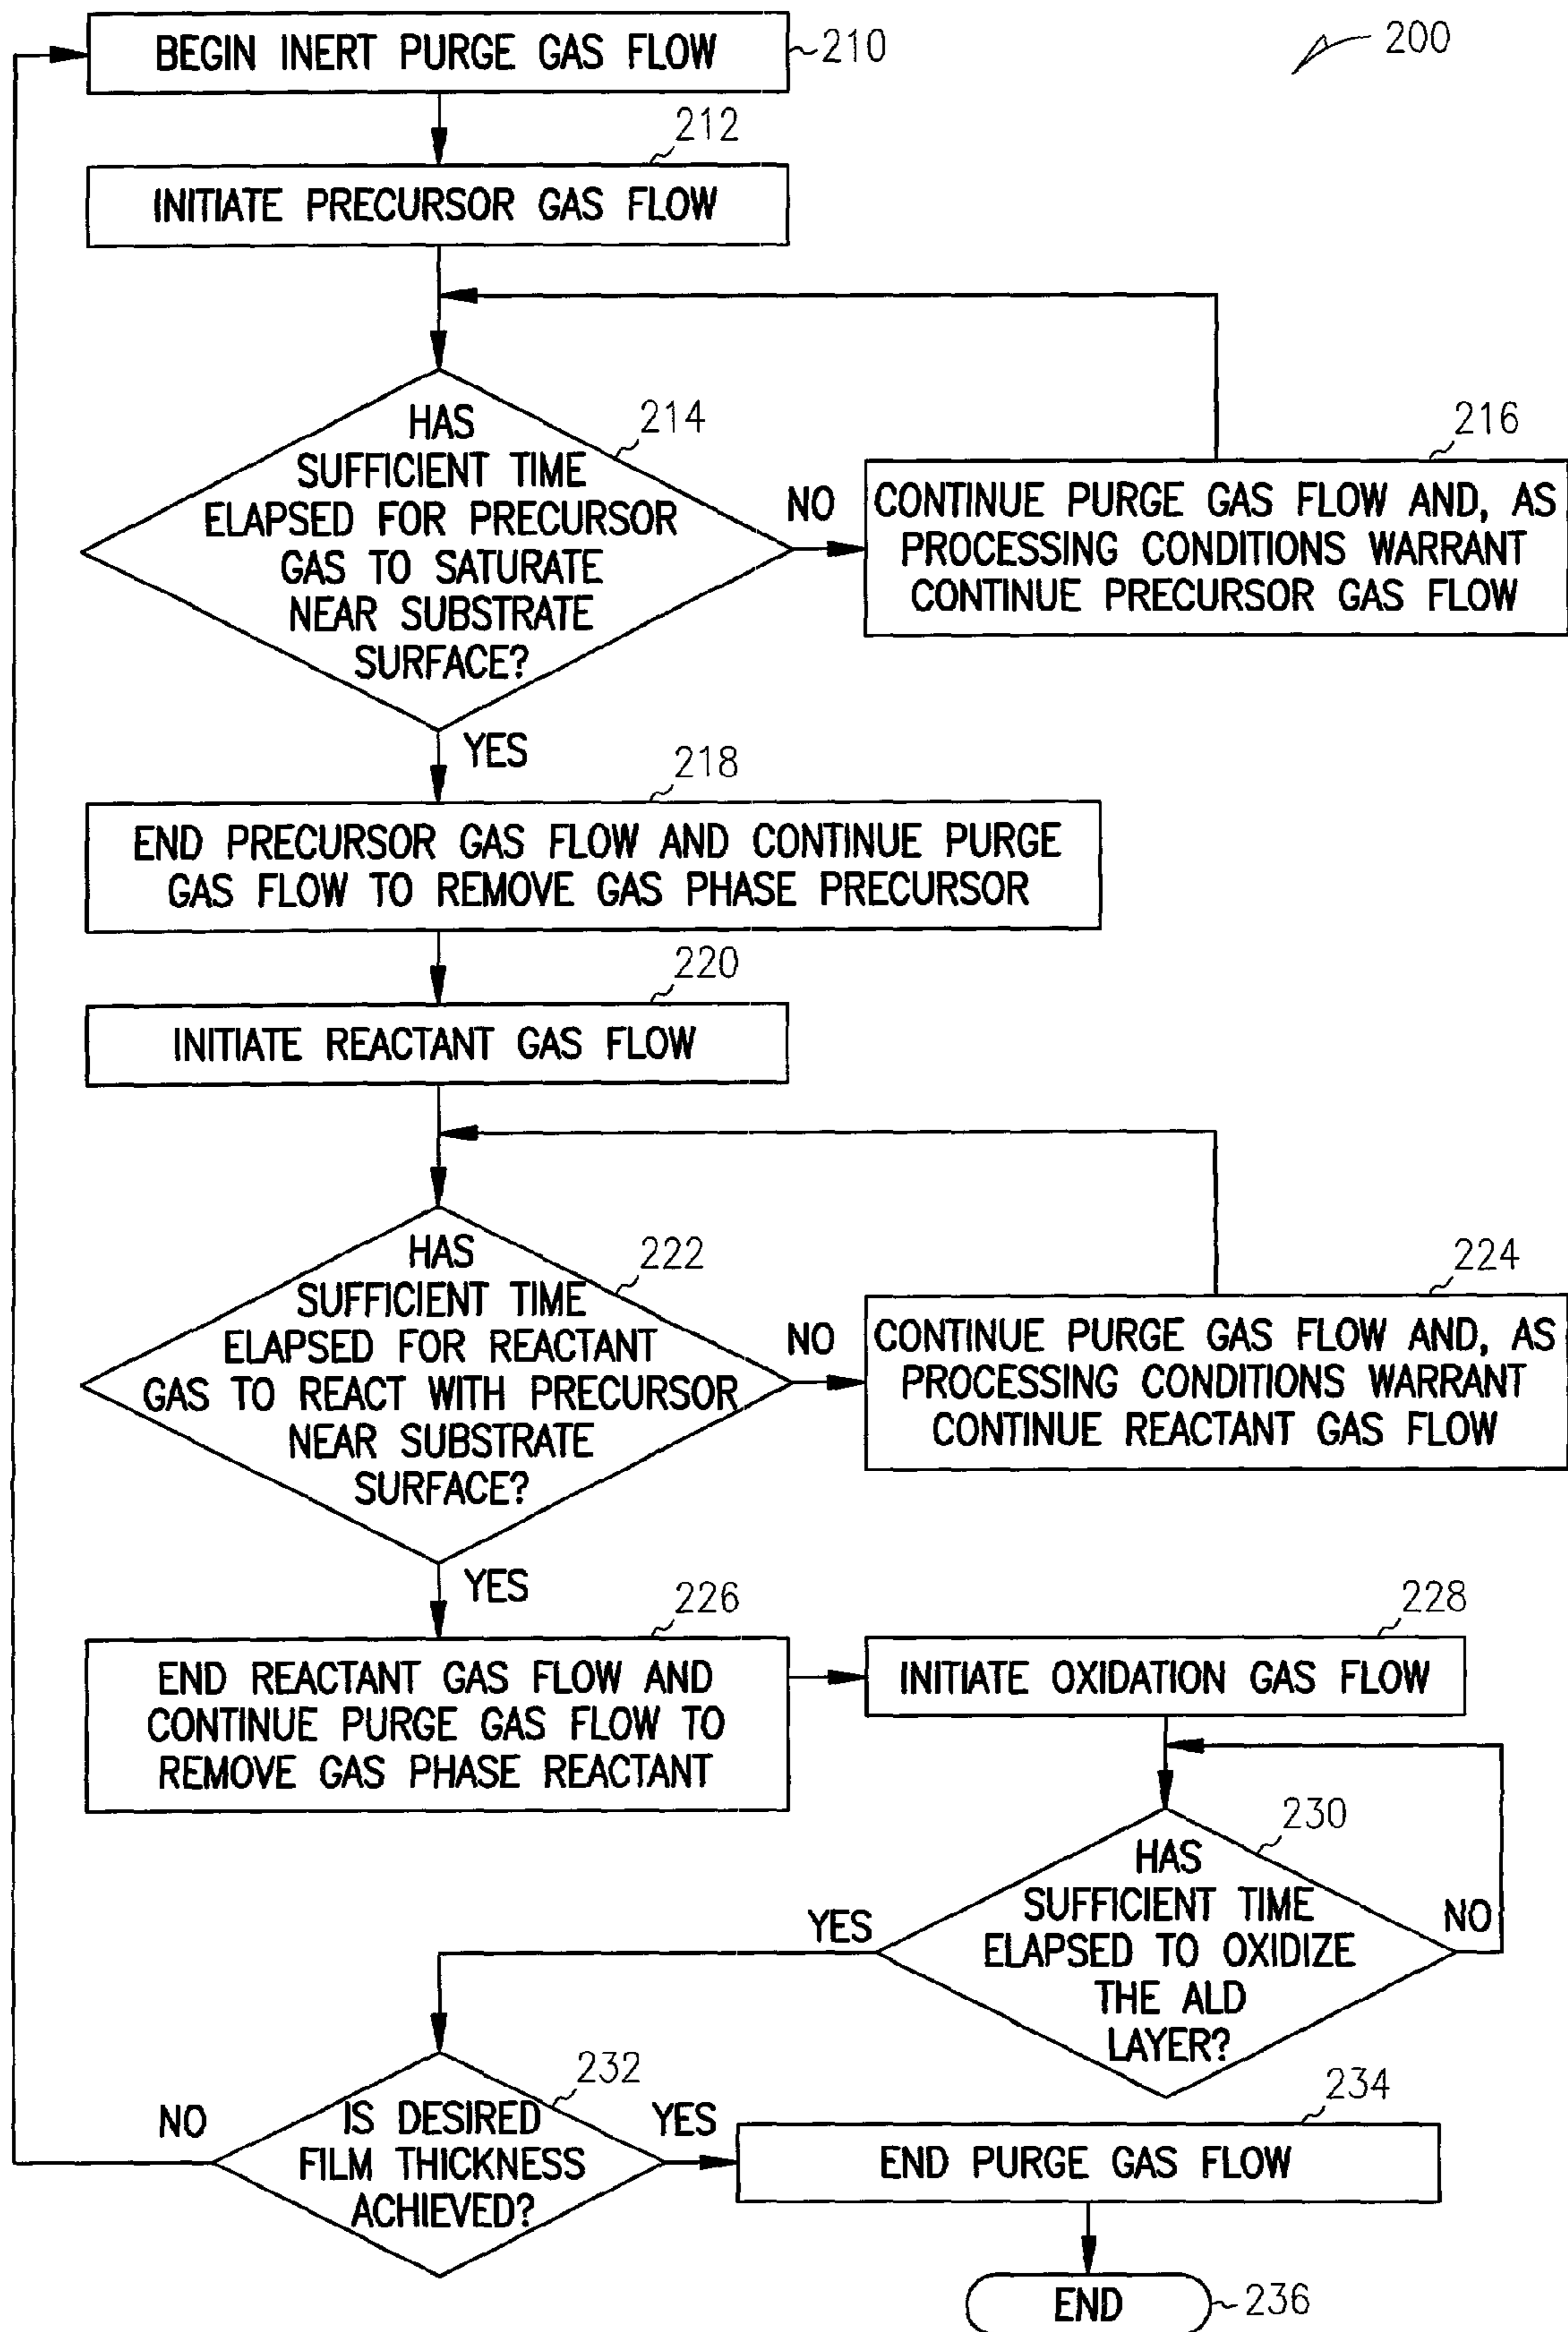 BEGIN INERT PURGE GAS FLOW
210
200
212
INITIATE PRECURSOR GAS FLOW
214
HAS
SUFFICIENT TIME
ELAPSED FOR PRECURSOR
GAS TO SATURATE
NEAR SUBSTRATE
SURFACE?
NO
216
CONTINUE PURGE GAS FLOW AND, AS
PROCESSING CONDITIONS WARRANT
CONTINUE PRECURSOR GAS FLOW
YES
218
END PRECURSOR GAS FLOW AND CONTINUE PURGE
GAS FLOW TO REMOVE GAS PHASE PRECURSOR
220
INITIATE REACTANT GAS FLOW
222
HAS
SUFFICIENT TIME
ELAPSED FOR REACTANT
GAS TO REACT WITH PRECURSOR
NEAR SUBSTRATE
SURFACE?
NO
224
CONTINUE PURGE GAS FLOW AND, AS
PROCESSING CONDITIONS WARRANT
CONTINUE REACTANT GAS FLOW
YES
226
END REACTANT GAS FLOW AND
CONTINUE PURGE GAS FLOW TO
REMOVE GAS PHASE REACTANT
228
INITIATE OXIDATION GAS FLOW
230
HAS
SUFFICIENT TIME
ELAPSED TO OXIDIZE
THE ALD
LAYER?
NO
YES
232
IS DESIRED
FILM THICKNESS
ACHIEVED?
NO
YES
234
END PURGE GAS FLOW
END
236